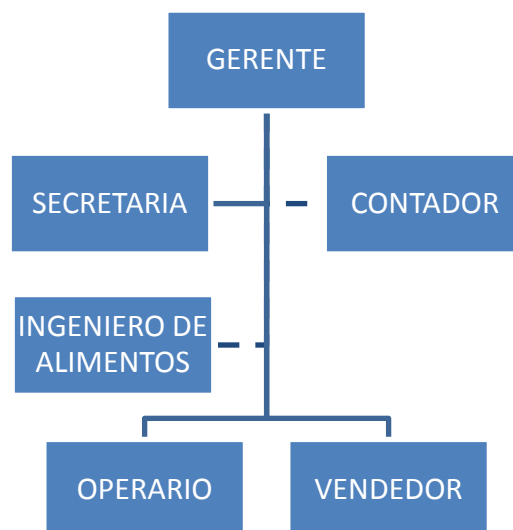 GERENTE
SECRETARIA
CONTADOR
INGENIERO DE
ALIMENTOS
OPERARIO
VENDEDOR